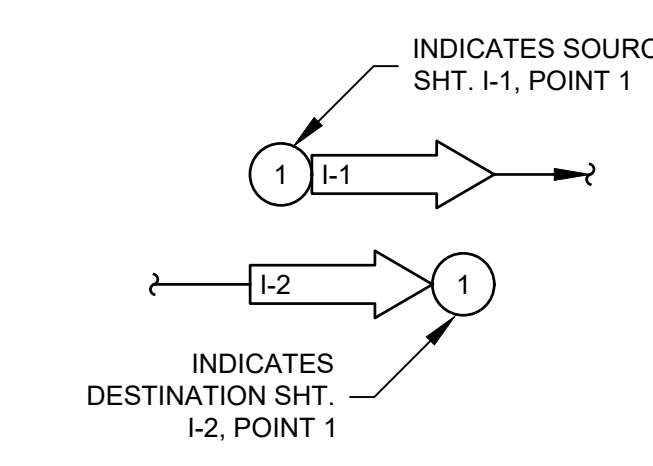 INDICATES SOURC
SHT. I-1, POINT 1
1 I-1
I-2 1
INDICATES
DESTINATION SHT.
I-2, POINT 1